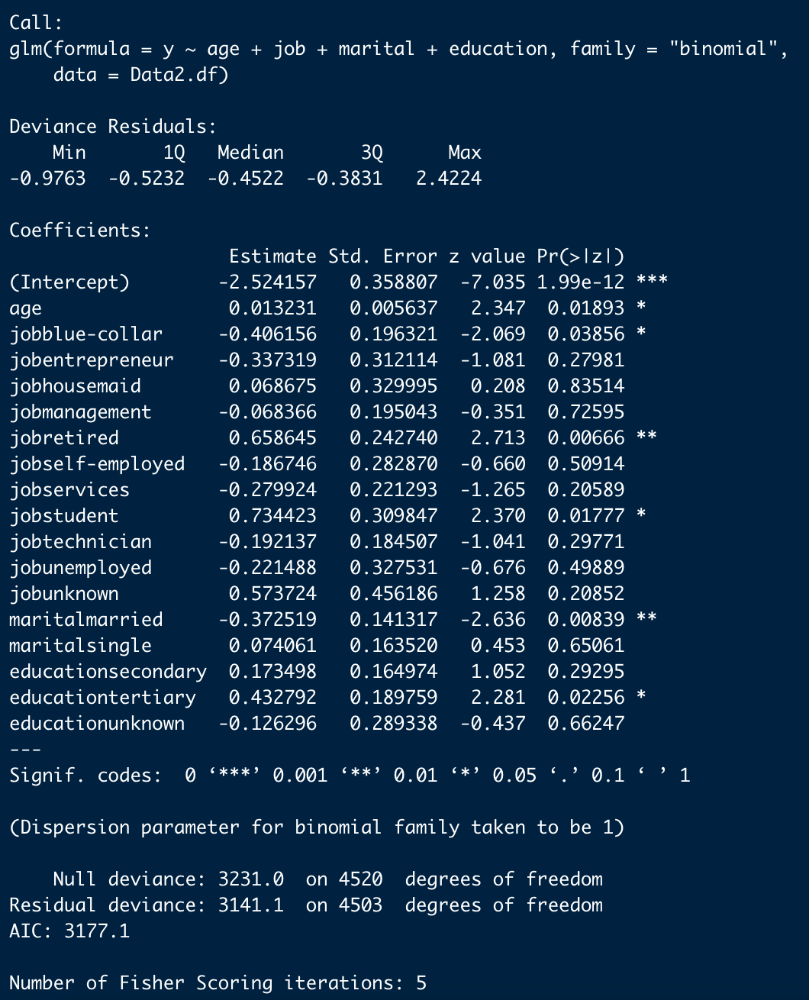 Call:
glm(formula = y ~ age + job + marital + education, family = "binomial",
    data = Data2.df)

Deviance Residuals:
    Min       1Q   Median       3Q      Max
-0.9763  -0.5232  -0.4522  -0.3831   2.4224

Coefficients:
                    Estimate Std. Error z value Pr(>|z|)
(Intercept)        -2.524157   0.358807  -7.035 1.99e-12 ***
age                 0.013231   0.005637   2.347  0.01893 *
jobblue-collar     -0.406156   0.196321  -2.069  0.03856 *
jobentrepreneur    -0.337319   0.312114  -1.081  0.27981
jobhousemaid        0.068675   0.329995   0.208  0.83514
jobmanagement      -0.068366   0.195043  -0.351  0.72595
jobretired          0.658645   0.242740   2.713  0.00666 **
jobself-employed   -0.186746   0.282870  -0.660  0.50914
jobservices        -0.279924   0.221293  -1.265  0.20589
jobstudent          0.734423   0.309847   2.370  0.01777 *
jobtechnician      -0.192137   0.184507  -1.041  0.29771
jobunemployed      -0.221488   0.327531  -0.676  0.49889
jobunknown          0.573724   0.456186   1.258  0.20852
maritalmarried     -0.372519   0.141317  -2.636  0.00839 **
maritalsingle       0.074061   0.163520   0.453  0.65061
educationsecondary  0.173498   0.164974   1.052  0.29295
educationtertiary   0.432792   0.189759   2.281  0.02256 *
educationunknown   -0.126296   0.289338  -0.437  0.66247
---
Signif. codes:  0 ‘***’ 0.001 ‘**’ 0.01 ‘*’ 0.05 ‘.’ 0.1 ‘ ’ 1

(Dispersion parameter for binomial family taken to be 1)

    Null deviance: 3231.0  on 4520  degrees of freedom
Residual deviance: 3141.1  on 4503  degrees of freedom
AIC: 3177.1

Number of Fisher Scoring iterations: 5